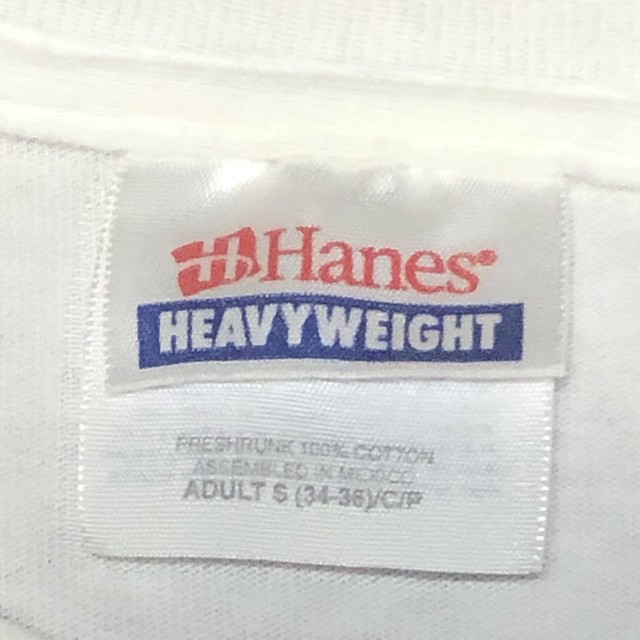 Hanes®
HEAVYWEIGHT
PRESHRUNK 100% COTTON
ASSEMBLED IN MEXICO
ADULT S (34-36)/C/P